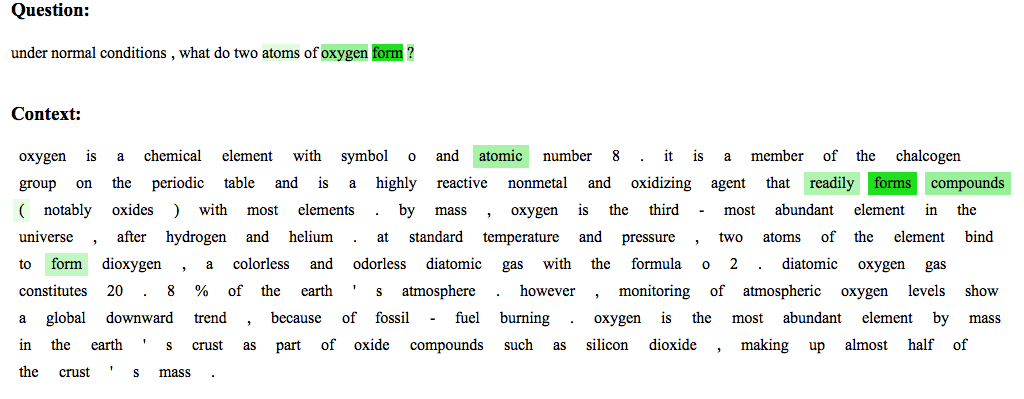 Question:
under normal conditions , what do two atoms of oxygen form ?
Context:
oxygen is a chemical element with symbol o and atomic number 8 . it is a member of the chalcogen
group on the periodic table and is a highly reactive nonmetal and oxidizing agent that readily forms compounds
( notably oxides ) with most elements . by mass , oxygen is the third - most abundant element in the
universe , after hydrogen and helium . at standard temperature and pressure , two atoms of the element bind
to form dioxygen , a colorless and odorless diatomic gas with the formula o 2 . diatomic oxygen gas
constitutes 20 . 8 % of the earth ' s atmosphere . however , monitoring of atmospheric oxygen levels show
a global downward trend , because of fossil - fuel burning . oxygen is the most abundant element by mass
in the earth ' s crust as part of oxide compounds such as silicon dioxide , making up almost half of
the crust ' s mass .